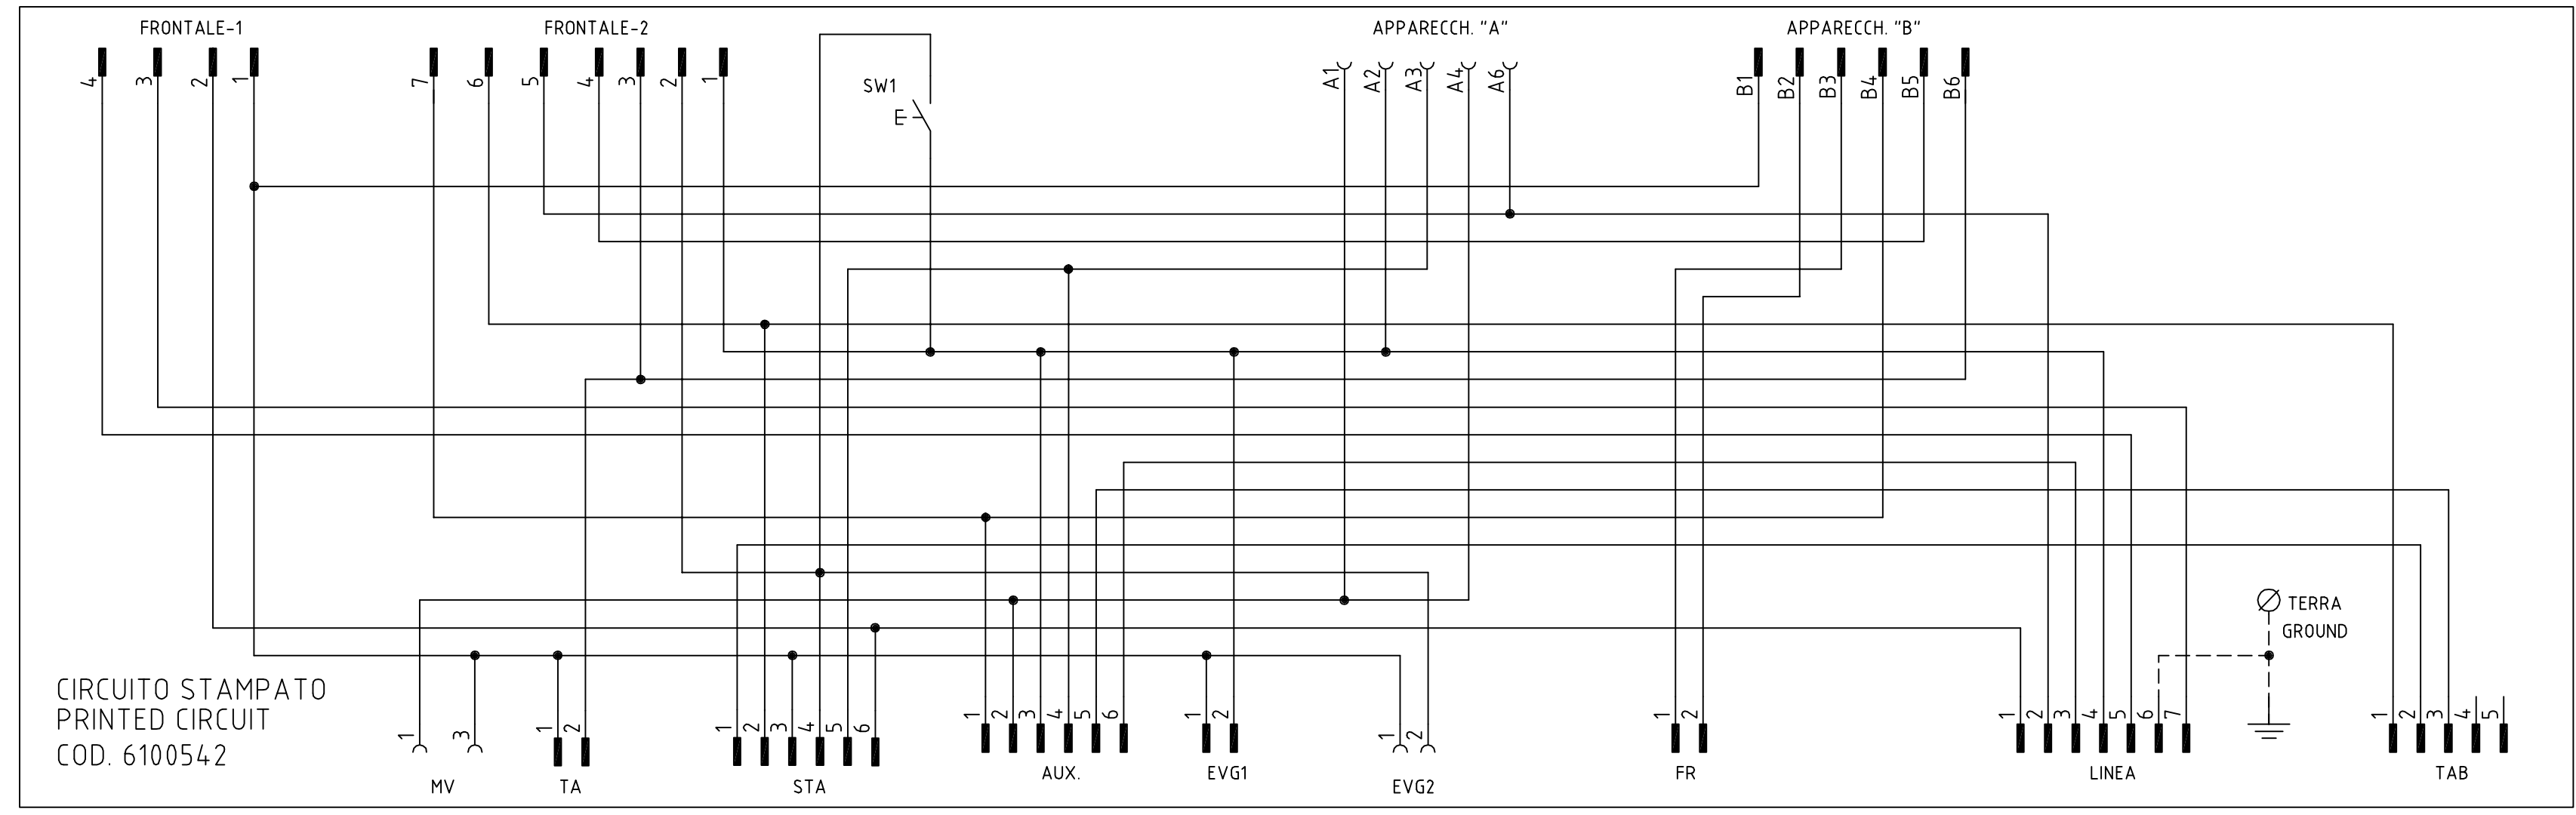 FRONTALE-1 FRONTALE-2 APPARECCH. "A" APPARECCH. "B"
4 3 2 1 7 6 5 4 3 2 1 SW1 A1 A2 A3 A4 A6 B1 B2 B3 B4 B5 B6
TERRA
GROUND
CIRCUITO STAMPATO
PRINTED CIRCUIT
COD. 6100542
1 3 1 2 1 2 3 4 5 6 1 2 3 4 5 6 1 2 1 2 1 2 1 2 3 4 5 6 7 1 2 3 4 5
MV TA STA AUX. EVG1 EVG2 FR LINEA TAB